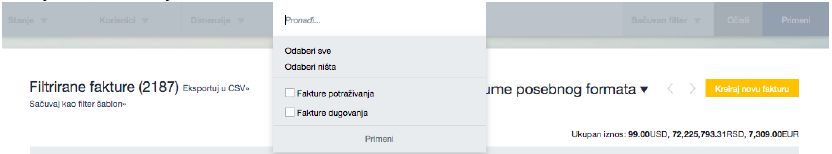 Stanje ▼ Korisnici ▼ Dimenzije ▼ Pronađi... Sačuvan filter ▼ Očisti Primeni
Odaberi sve
Odaberi ništa
Filtrirane fakture (2187) Eksportuj u CSV»
Sačuvaj kao filter šablon»
Fakture potraživanja
Fakture dugovanja
Primeni
ume posebnog formata ▾ < > Kreiraj novu fakturu
Ukupan iznos: 99.00USD, 72,225,793.31RSD, 7,309.00EUR